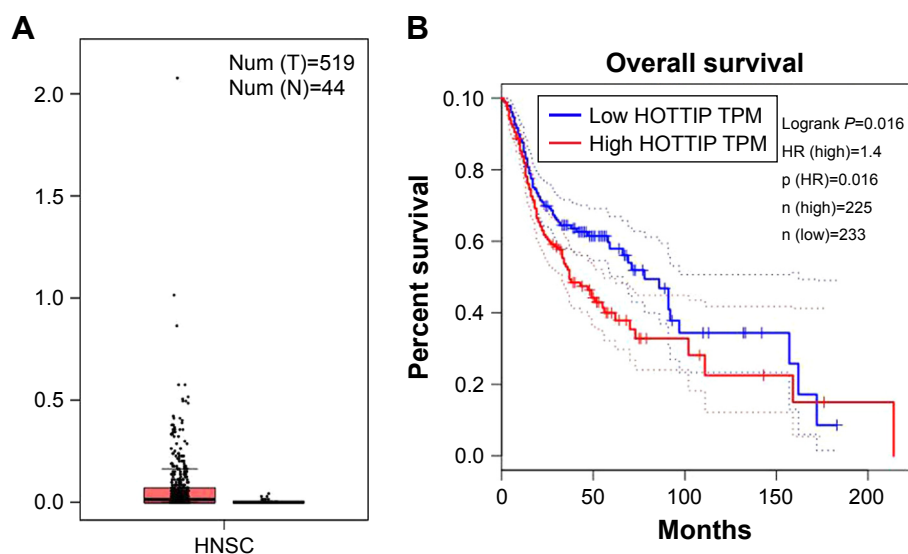 A
Num (T)=519
Num (N)=44
2.0
1.5
1.0
0.5
0.0
HNSC
B
Overall survival
Low HOTTIP TPM
High HOTTIP TPM
Logrank P=0.016
HR (high)=1.4
p (HR)=0.016
n (high)=225
n (low)=233
Percent survival
0.10
0.8
0.6
0.4
0.2
0.0
0
50
100
150
200
Months